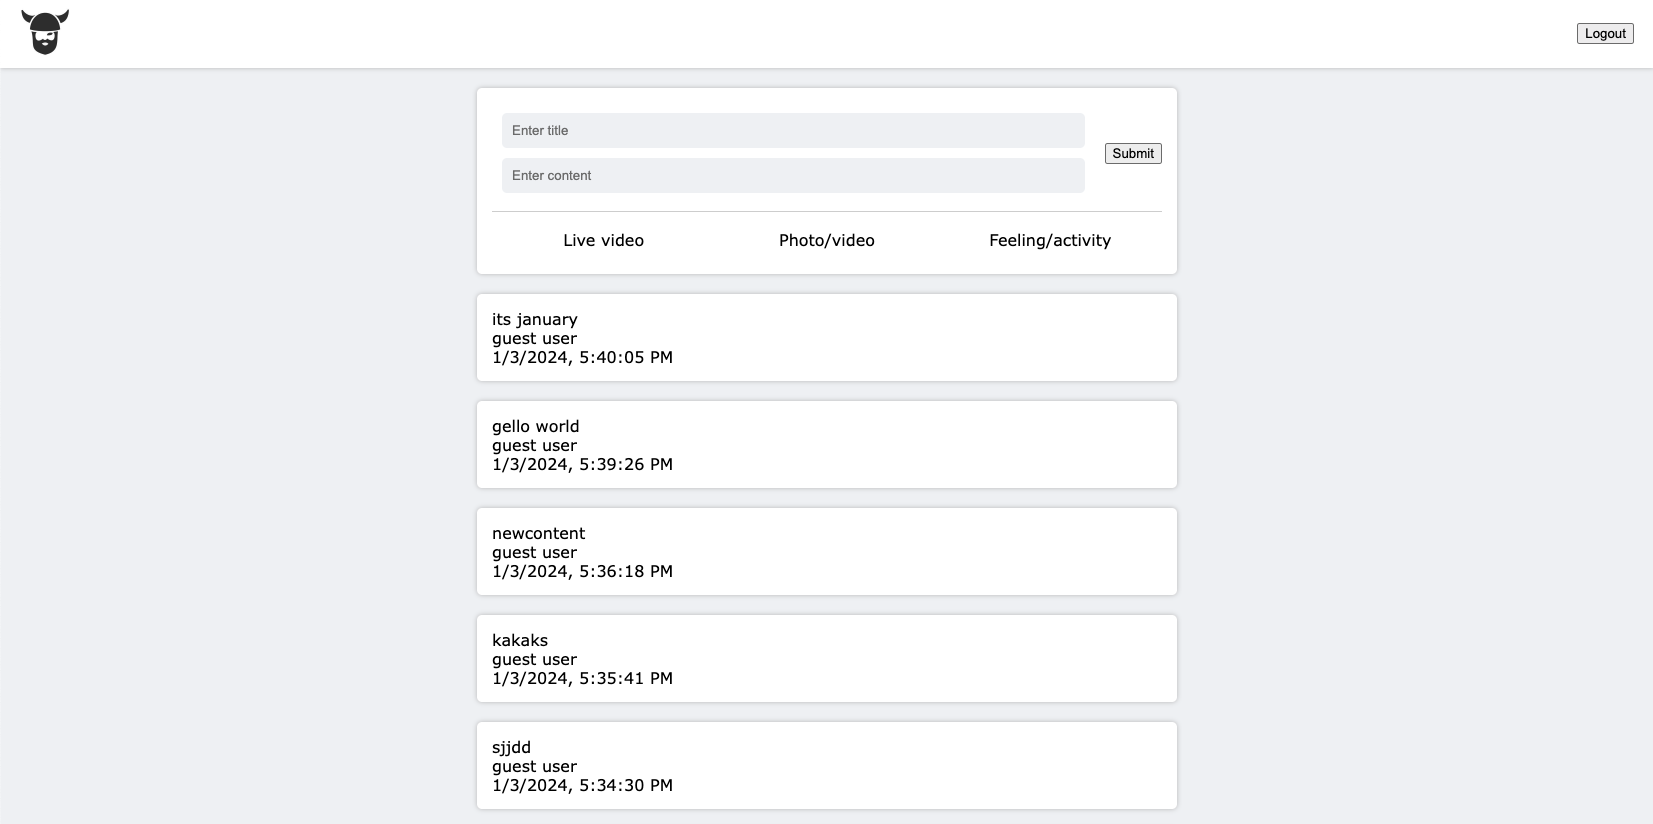 Logout
Enter title
Submit
Enter content
Live video Photo/video Feeling/activity
its january
guest user
1/3/2024, 5:40:05 PM
gello world
guest user
1/3/2024, 5:39:26 PM
newcontent
guest user
1/3/2024, 5:36:18 PM
kakaks
guest user
1/3/2024, 5:35:41 PM
sjjdd
guest user
1/3/2024, 5:34:30 PM